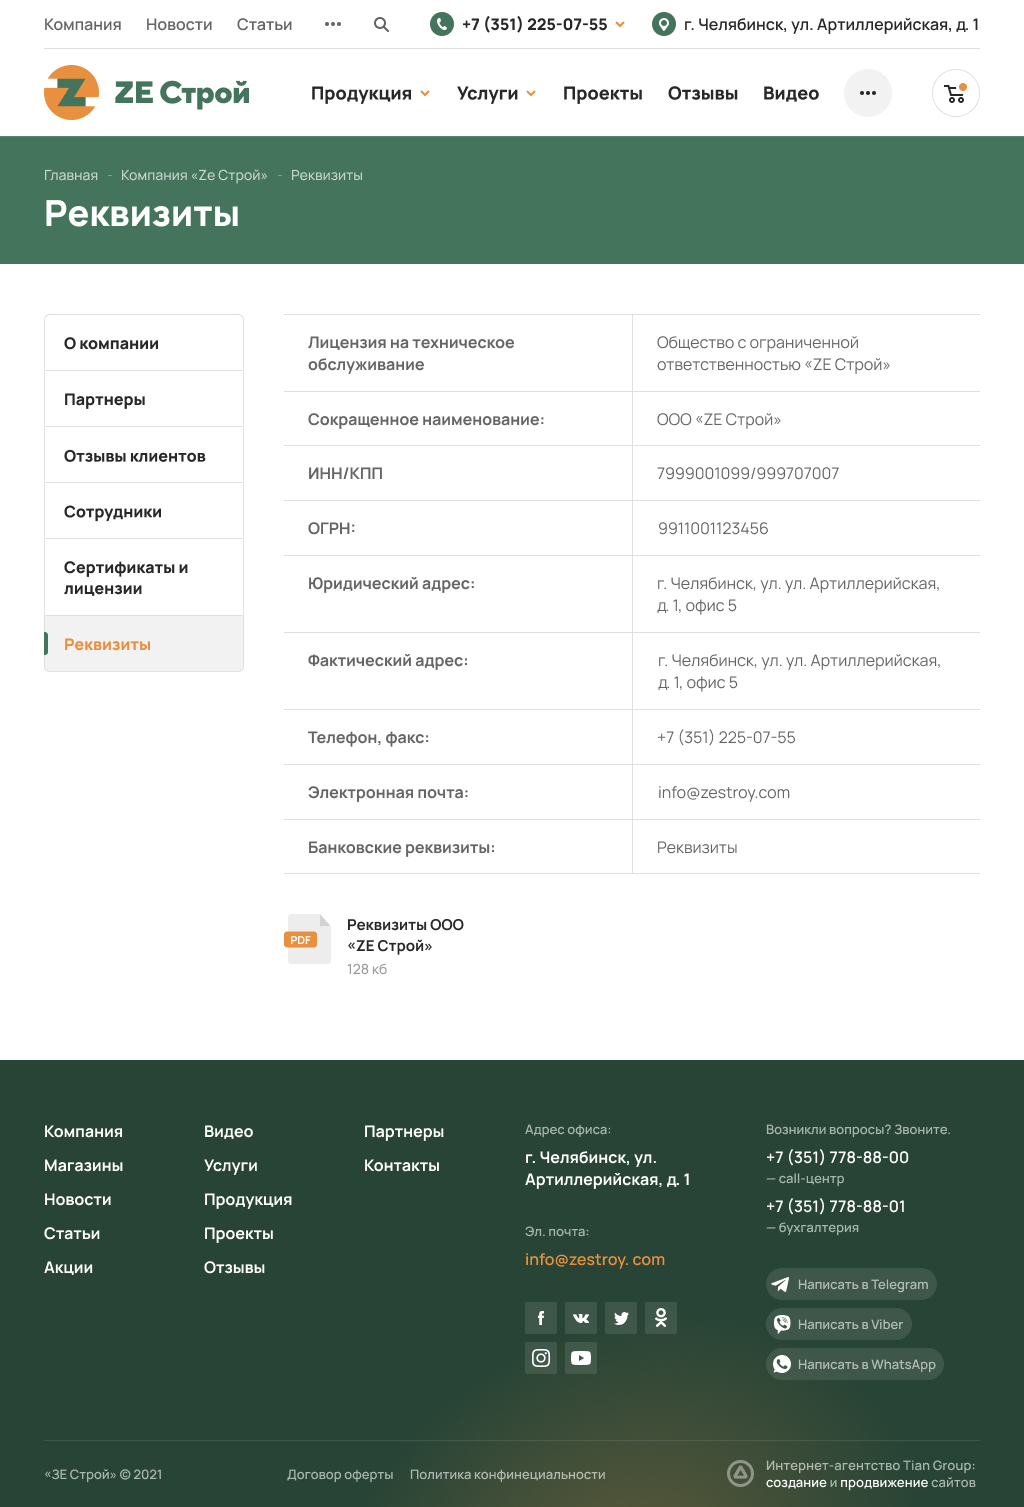 Компания Новости Статьи +7 (351) 225-07-55 г. Челябинск, ул. Артиллерийская, д. 1
ZE Строй Продукция Услуги Проекты Отзывы Видео
Главная - Компания «Ze Строй» - Реквизиты
Реквизиты
О компании
Партнеры
Отзывы клиентов
Сотрудники
Сертификаты и
лицензии
Реквизиты
Лицензия на техническое
обслуживание
Общество с ограниченной
ответственностью «ZE Строй»
Сокращенное наименование: ООО «ZE Строй»
ИНН/КПП 7999001099/999707007
ОГРН: 9911001123456
Юридический адрес: г. Челябинск, ул. ул. Артиллерийская,
д. 1, офис 5
Фактический адрес: г. Челябинск, ул. ул. Артиллерийская,
д. 1, офис 5
Телефон, факс: +7 (351) 225-07-55
Электронная почта: info@zestroy.com
Банковские реквизиты: Реквизиты
PDF
Реквизиты ООО
«ZE Строй»
128 кб
Компания
Магазины
Новости
Статьи
Акции
Видео
Услуги
Продукция
Проекты
Отзывы
Партнеры
Контакты
Адрес офиса:
г. Челябинск, ул.
Артиллерийская, д. 1
Эл. почта:
info@zestroy. com
Возникли вопросы? Звоните.
+7 (351) 778-88-00
— call-центр
+7 (351) 778-88-01
— бухгалтерия
Написать в Telegram
Написать в Viber
Написать в WhatsApp
«ЗЕ Строй» © 2021 Договор оферты Политика конфинециальности
Интернет-агентство Tian Group:
создание и продвижение сайтов